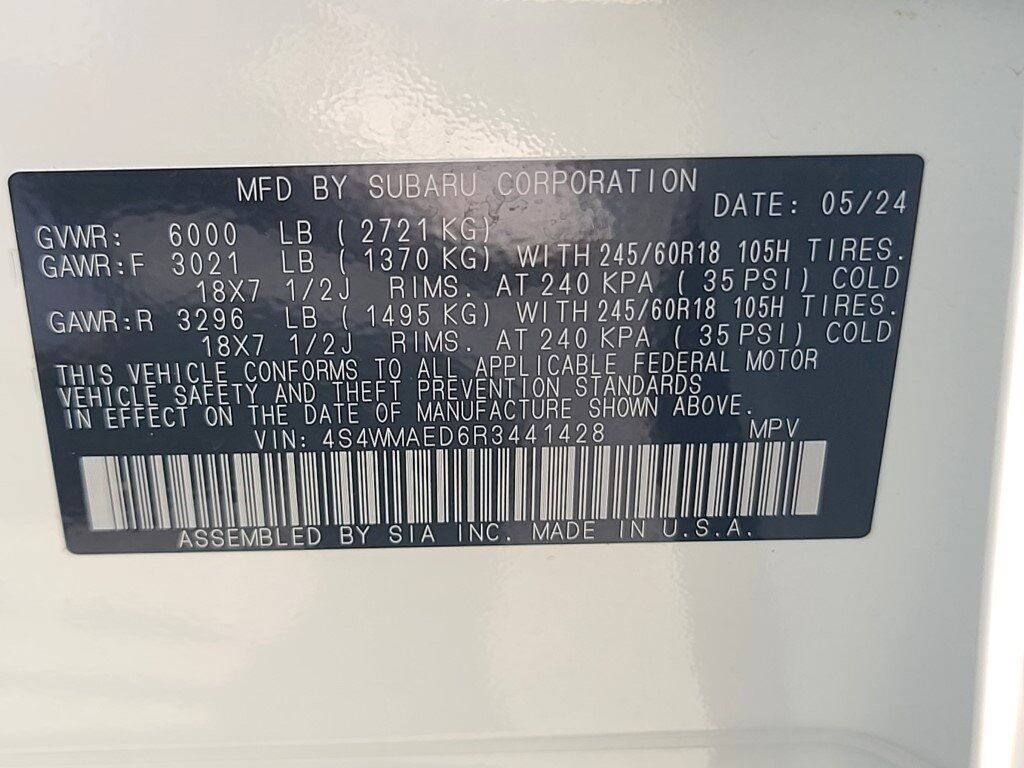 MFD BY SUBARU CORPORATION DATE: 05/24
GVWR: 6000 LB ( 2721 KG)
GAWR:F 3021 LB ( 1370 KG) WITH 245/60R18 105H TIRES.
18X7 1/2J RIMS. AT 240 KPA ( 35 PSI) COLD
GAWR:R 3296 LB ( 1495 KG) WITH 245/60R18 105H TIRES.
18X7 1/2J RIMS. AT 240 KPA ( 35 PSI) COLD
THIS VEHICLE CONFORMS TO ALL APPLICABLE FEDERAL MOTOR
VEHICLE SAFETY AND THEFT PREVENTION STANDARDS
IN EFFECT ON THE DATE OF MANUFACTURE SHOWN ABOVE.
VIN: 4S4WMAED6R3441428 MPV
ASSEMBLED BY SIA INC. MADE IN U.S.A.